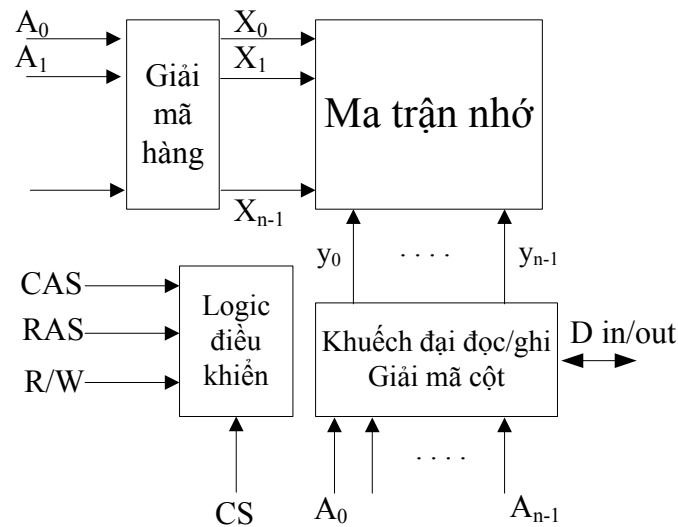 A0
X0
A1
X1
Giải
mã
hàng
Ma trận nhớ
Xn-1
y0
. . . .
yn-1
CAS
RAS
R/W
Logic
điều
khiển
Khuếch đại đọc/ghi
Giải mã cột
D in/out
. . . .
CS
A0
An-1